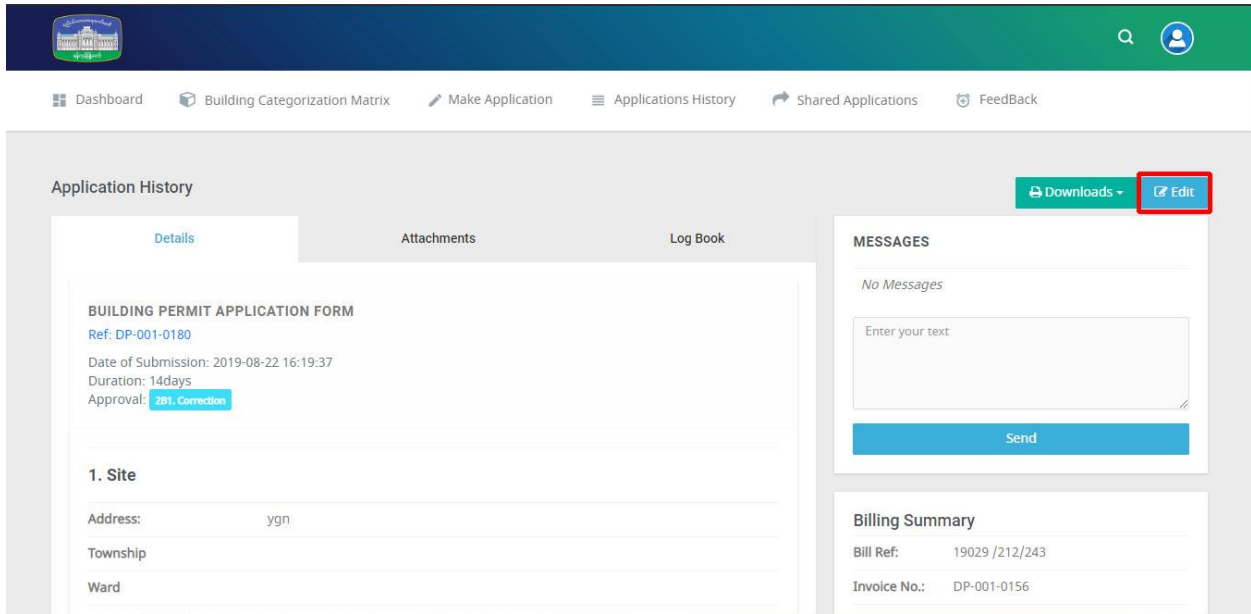 Dashboard
Building Categorization Matrix
Make Application
Applications History
Shared Applications
FeedBack
Application History
Downloads
Edit
Details
Attachments
Log Book
BUILDING PERMIT APPLICATION FORM
Ref: DP-001-0180
Date of Submission: 2019-08-22 16:19:37
Duration: 14days
Approval: 2B1. Correction
1. Site
Address: ygn
Township
Ward
MESSAGES
No Messages
Enter your text
Send
Billing Summary
Bill Ref: 19029 /212/243
Invoice No.: DP-001-0156